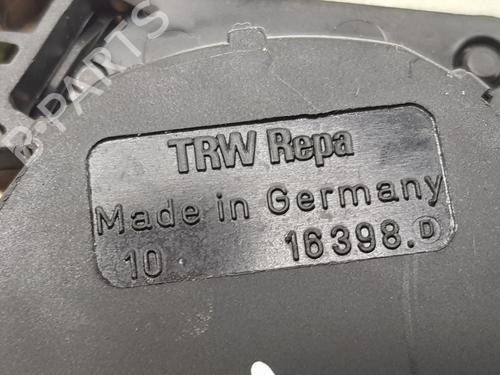 B-PARTS
TRW Repa
Made in Germany
10 16398.D